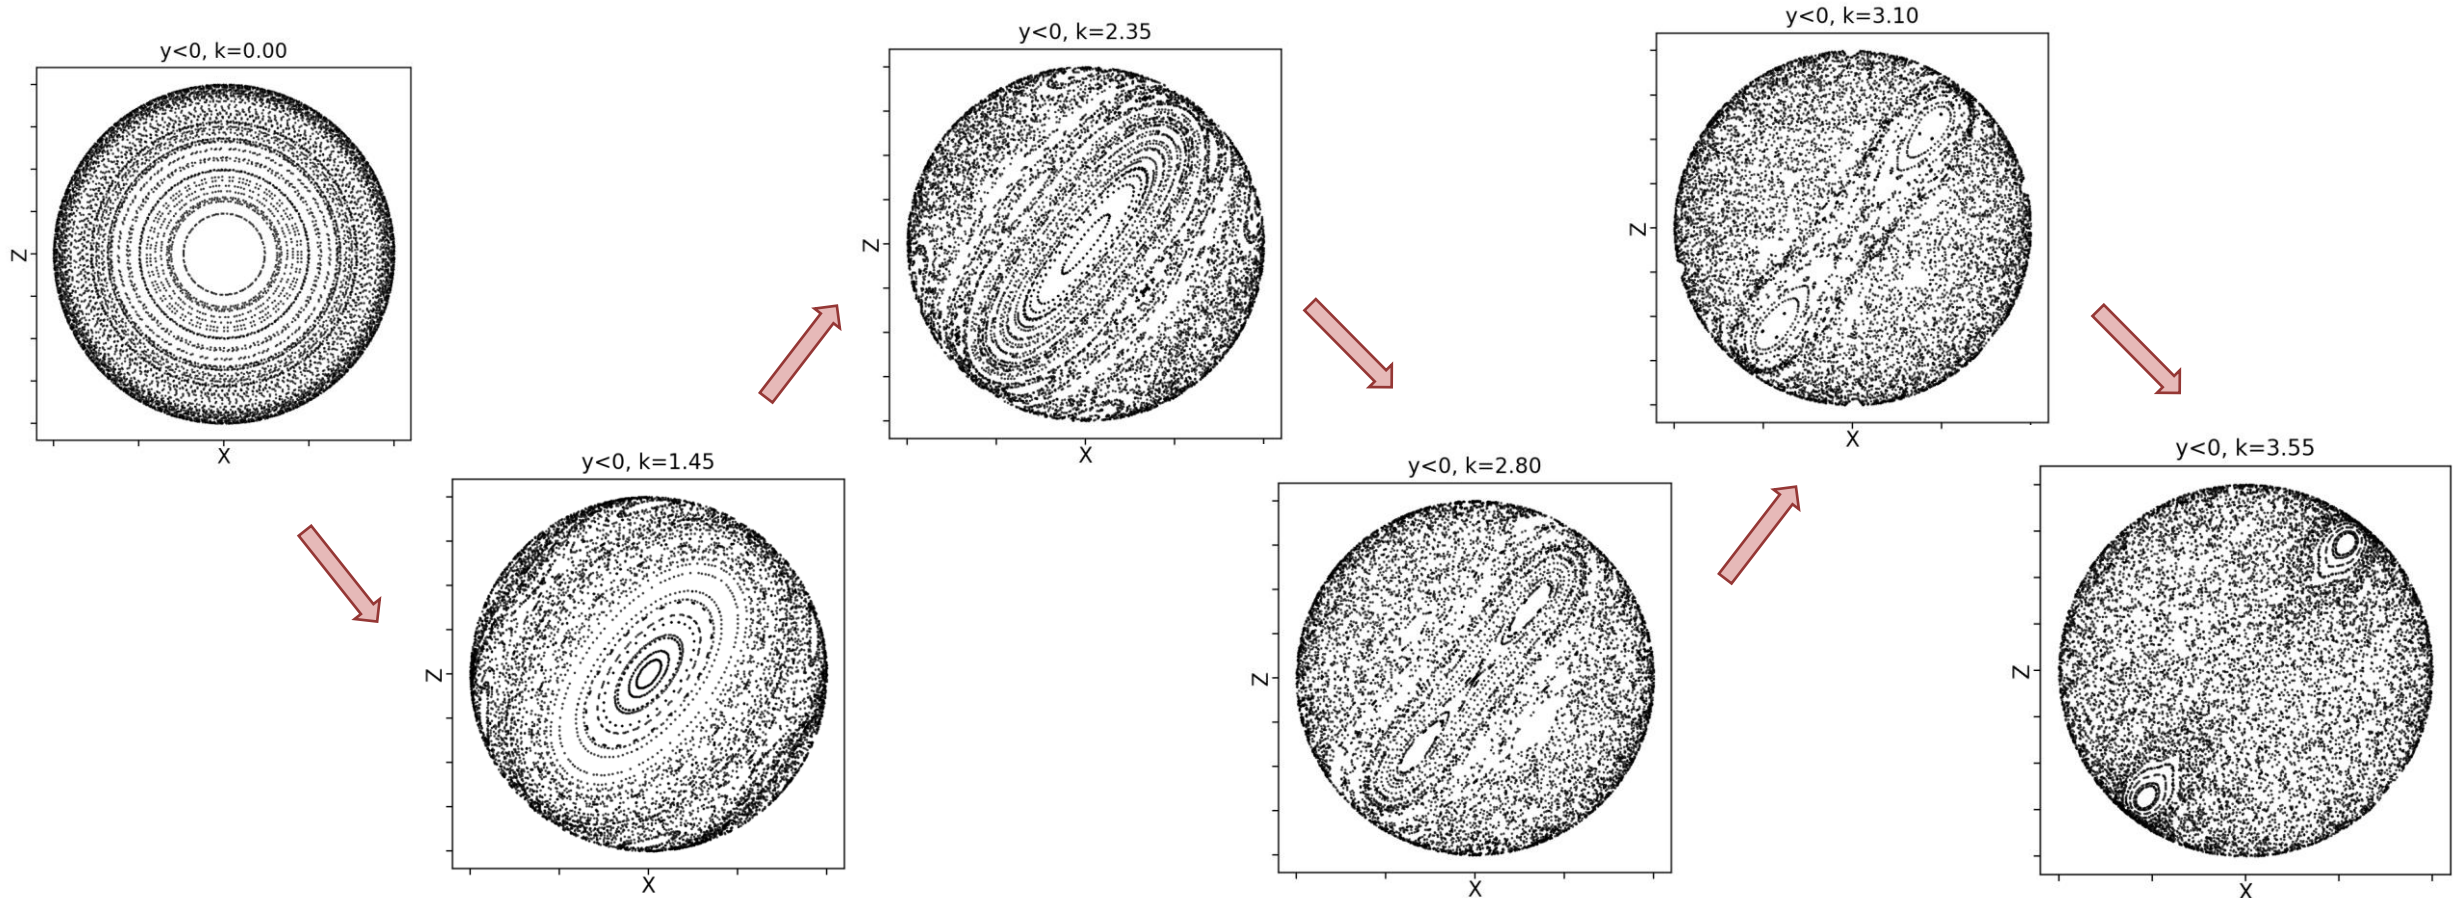 y<0, k=0.00
Z
X
y<0, k=1.45
Z
X
y<0, k=2.35
Z
X
y<0, k=2.80
Z
X
y<0, k=3.10
Z
X
y<0, k=3.55
Z
X